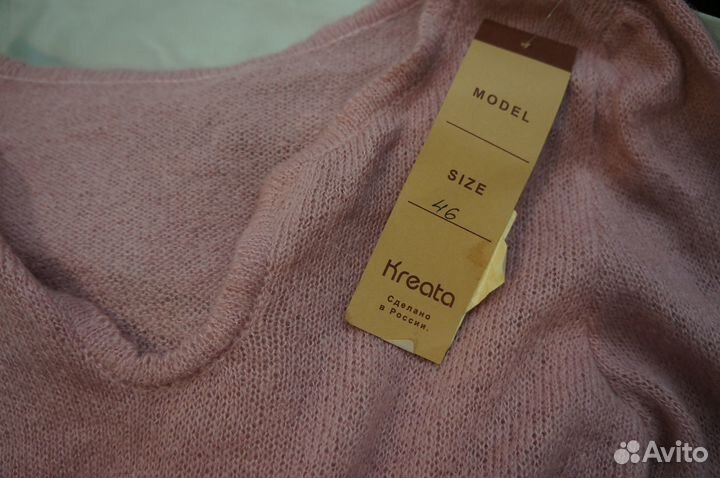 MODEL
SIZE
46
Kreata
Сделано
в России.
Avito